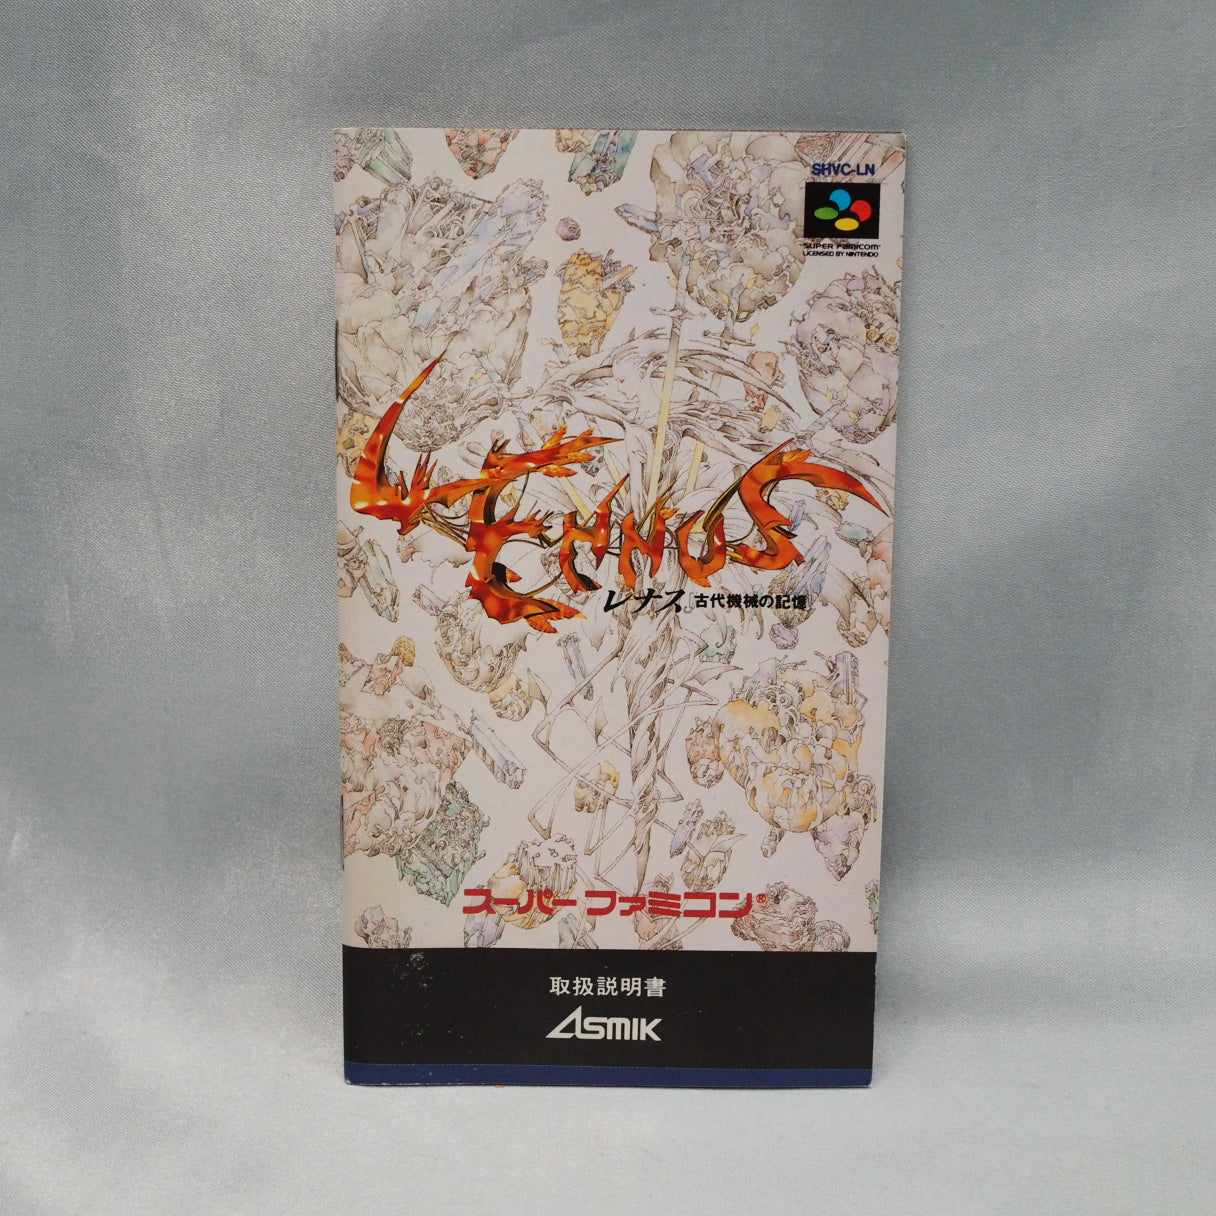 SHVC-LN
SUPER FAMICOM
LICENSED BY NINTENDO
LENNUS
レナス[古代機械の記憶]
スーパーファミコン®
取扱説明書
ASMIK